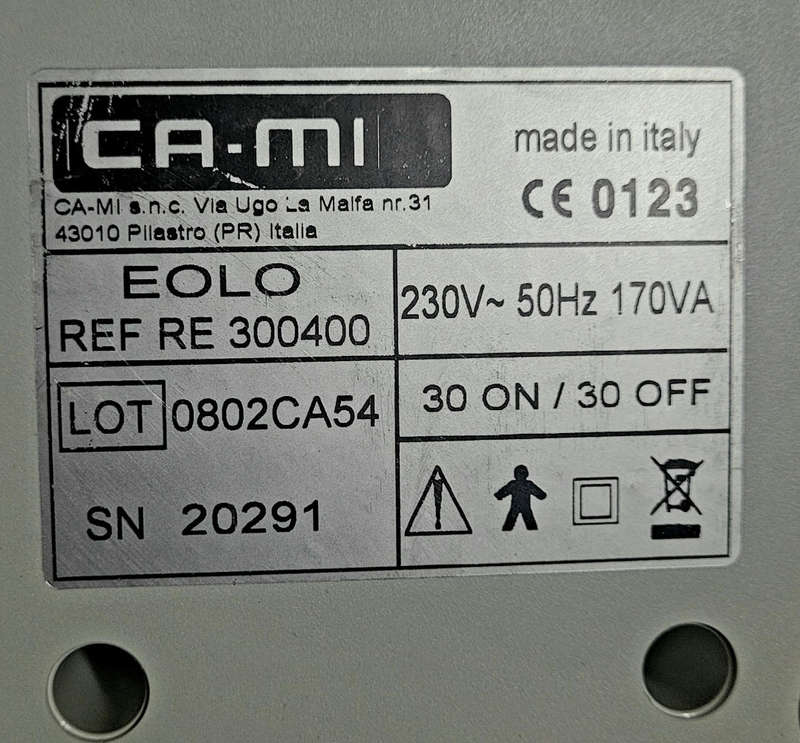 CA-MI
made in italy
CE 0123
CA-MI s.n.c. Via Ugo La Malfa nr.31
43010 Pilastro (PR) Italia
EOLO
REF RE 300400
230V~ 50Hz 170VA
LOT 0802CA54
30 ON / 30 OFF
SN 20291